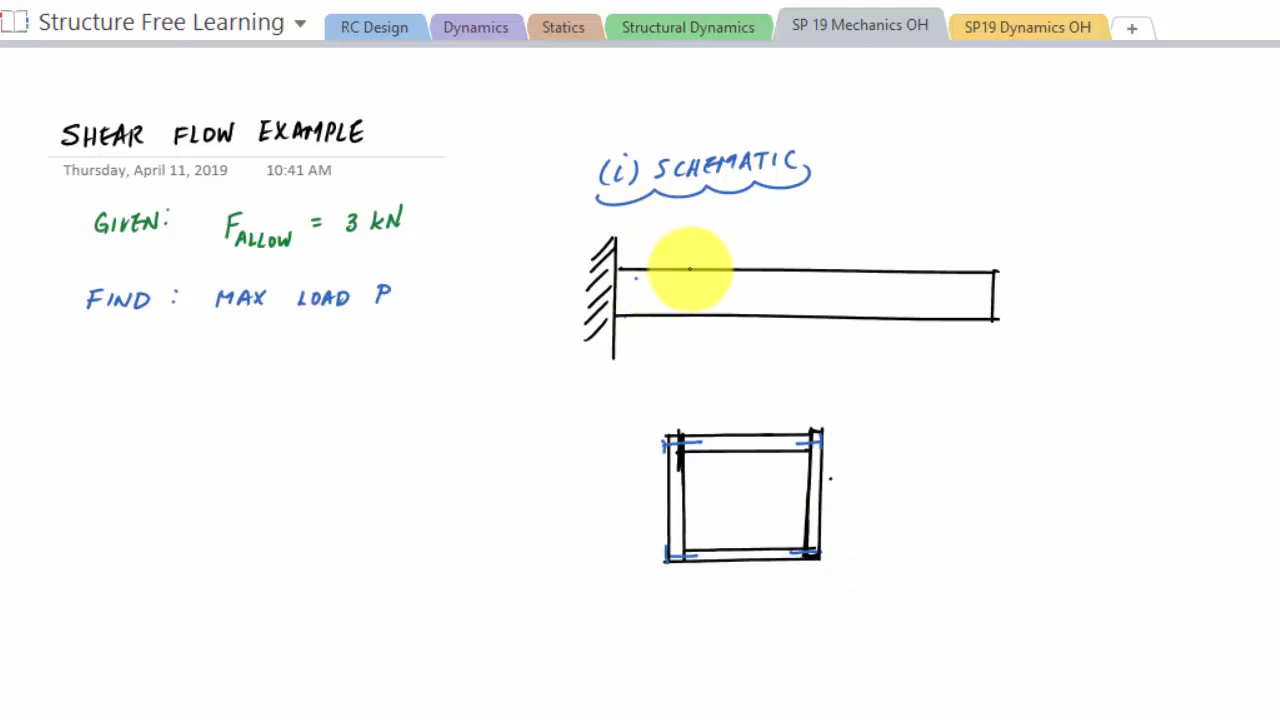 Structure Free Learning
RC Design
Dynamics
Statics
Structural Dynamics
SP 19 Mechanics OH
SP19 Dynamics OH
+
SHEAR FLOW EXAMPLE
Thursday, April 11, 2019 10:41 AM
GIVEN: FALLOW = 3 kN
FIND: MAX LOAD P
(i) SCHEMATIC